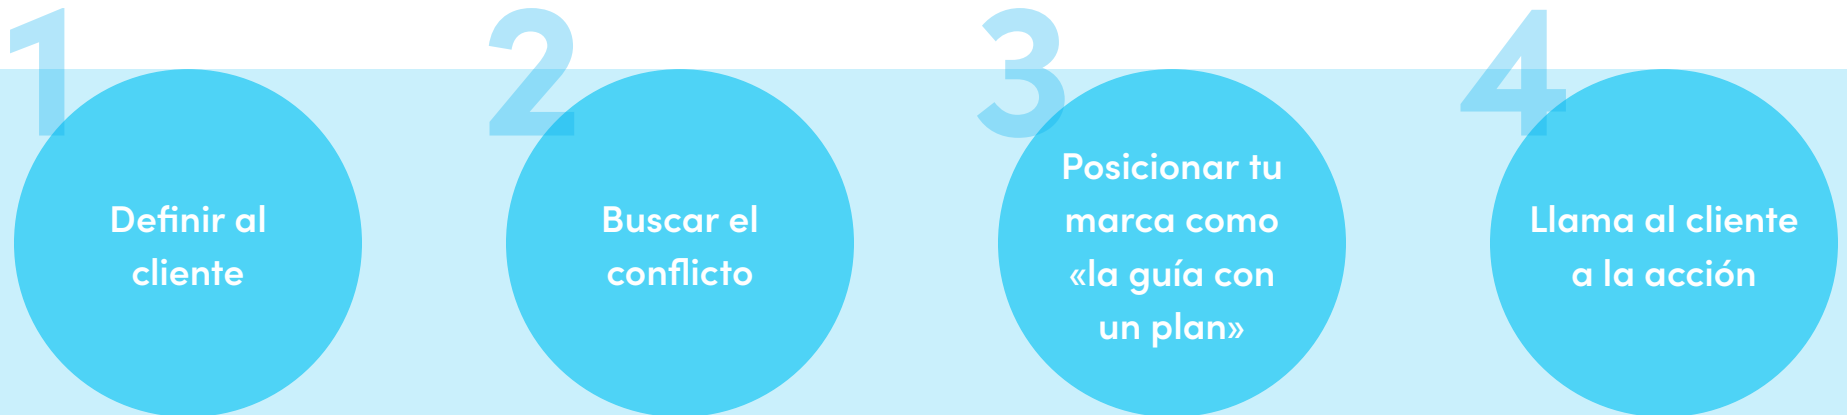 1
Definir al
cliente
2
Buscar el
conflicto
3
Posicionar tu
marca como
«la guía con
un plan»
4
Llama al cliente
a la acción